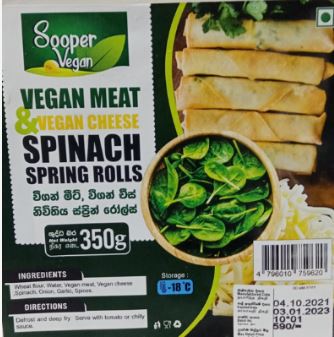 Sooper
Vegan
VEGAN MEAT
& VEGAN CHEESE
SPINACH
SPRING ROLLS
විගන් මීට්, විගන් චීස්
නිවිතිය ස්ප්රින් රෝල්ස්
ශුද්ධ බර
Net Weight
350g
INGREDIENTS
Wheat flour, Water, Vegan meat, Vegan cheese
,Spinach, Onion, Garlic, Spices.
Storage :
-18°C
DIRECTIONS
Defrost and deep fry. Serve with tomato or chilly
sauce.
4 796010 759620
04.10.2021
03.01.2023
10°01
590/=